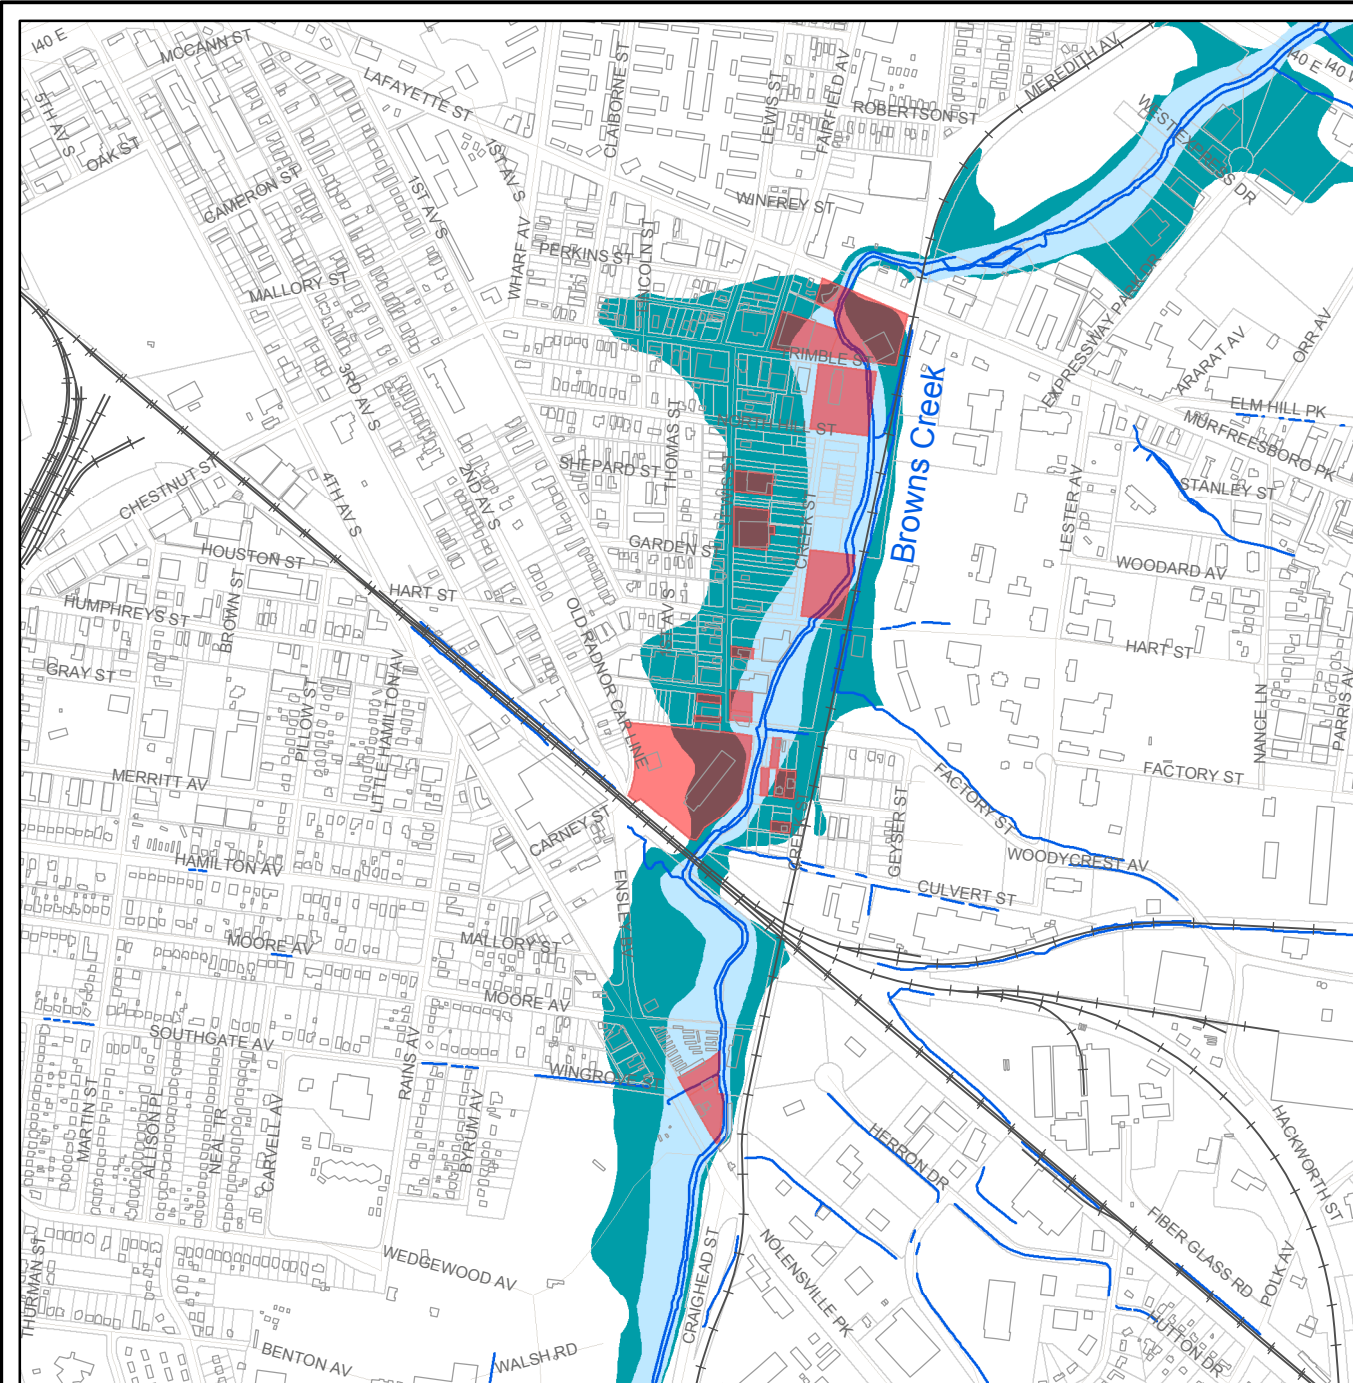 I40 E
MCCANN ST
LAFAYETTE ST
CLAIBORNE ST
LEWIS ST
FAIRFIELD AV
ROBERTSON ST
MEREDITH AV
I40 E
I40 W
5TH AV S
OAK ST
CAMERON ST
1ST AV S
1ST AV S
WEST EXPRESS DR
WINFREY ST
WHARF AV
PERKINS ST
LINCOLN ST
MALLORY ST
EXPRESSWAY PARK DR
ARARAT AV
ORR AV
TRIMBLE ST
3RD AV S
ELM HILL PK
MURFREESBORO PK
Browns Creek
THOMAS ST
SHEPARD ST
CHESTNUT ST
4TH AV S
2ND AV S
STANLEY ST
LESTER AV
CREEK ST
GARDEN ST
HOUSTON ST
HART ST
WOODARD AV
HUMPHREYS ST
BROWN ST
OLD RADNOR CAR LINE
HART ST
GRAY ST
PILLOW ST
LITTLE HAMILTON AV
NANCE LN
PARRIS AV
MERRITT AV
FACTORY ST
FACTORY ST
CARNEY ST
GEYSER ST
WOODYCREST AV
HAMILTON AV
CULVERT ST
ENSLEY BV
MOORE AV
MALLORY ST
MOORE AV
SOUTHGATE AV
RAINS AV
WINGROVE ST
MARTIN ST
ALLISON PL
NEAL TR
CARVELL AV
BYRUM AV
HERRON DR
HACKWORTH ST
THURMAN ST
WEDGEWOOD AV
CRAIGHEAD ST
NOLENSVILLE PK
FIBER GLASS RD
POLK AV
BENTON AV
WALSH RD
HUTTON DR